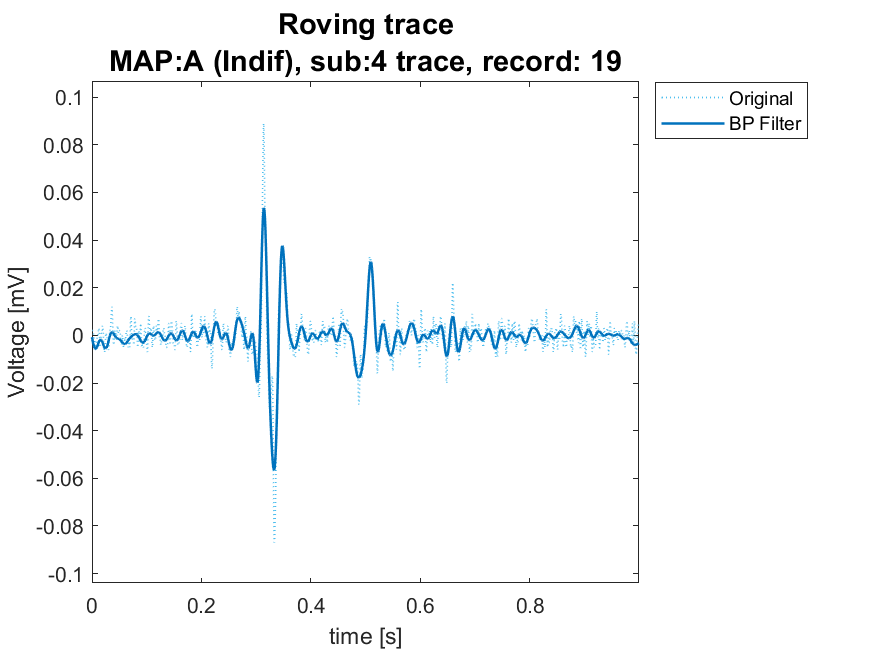 Roving trace
MAP:A (Indif), sub:4 trace, record: 19
Original
BP Filter
0.1
0.08
0.06
0.04
0.02
0
-0.02
-0.04
-0.06
-0.08
-0.1
Voltage [mV]
0 0.2 0.4 0.6 0.8
time [s]